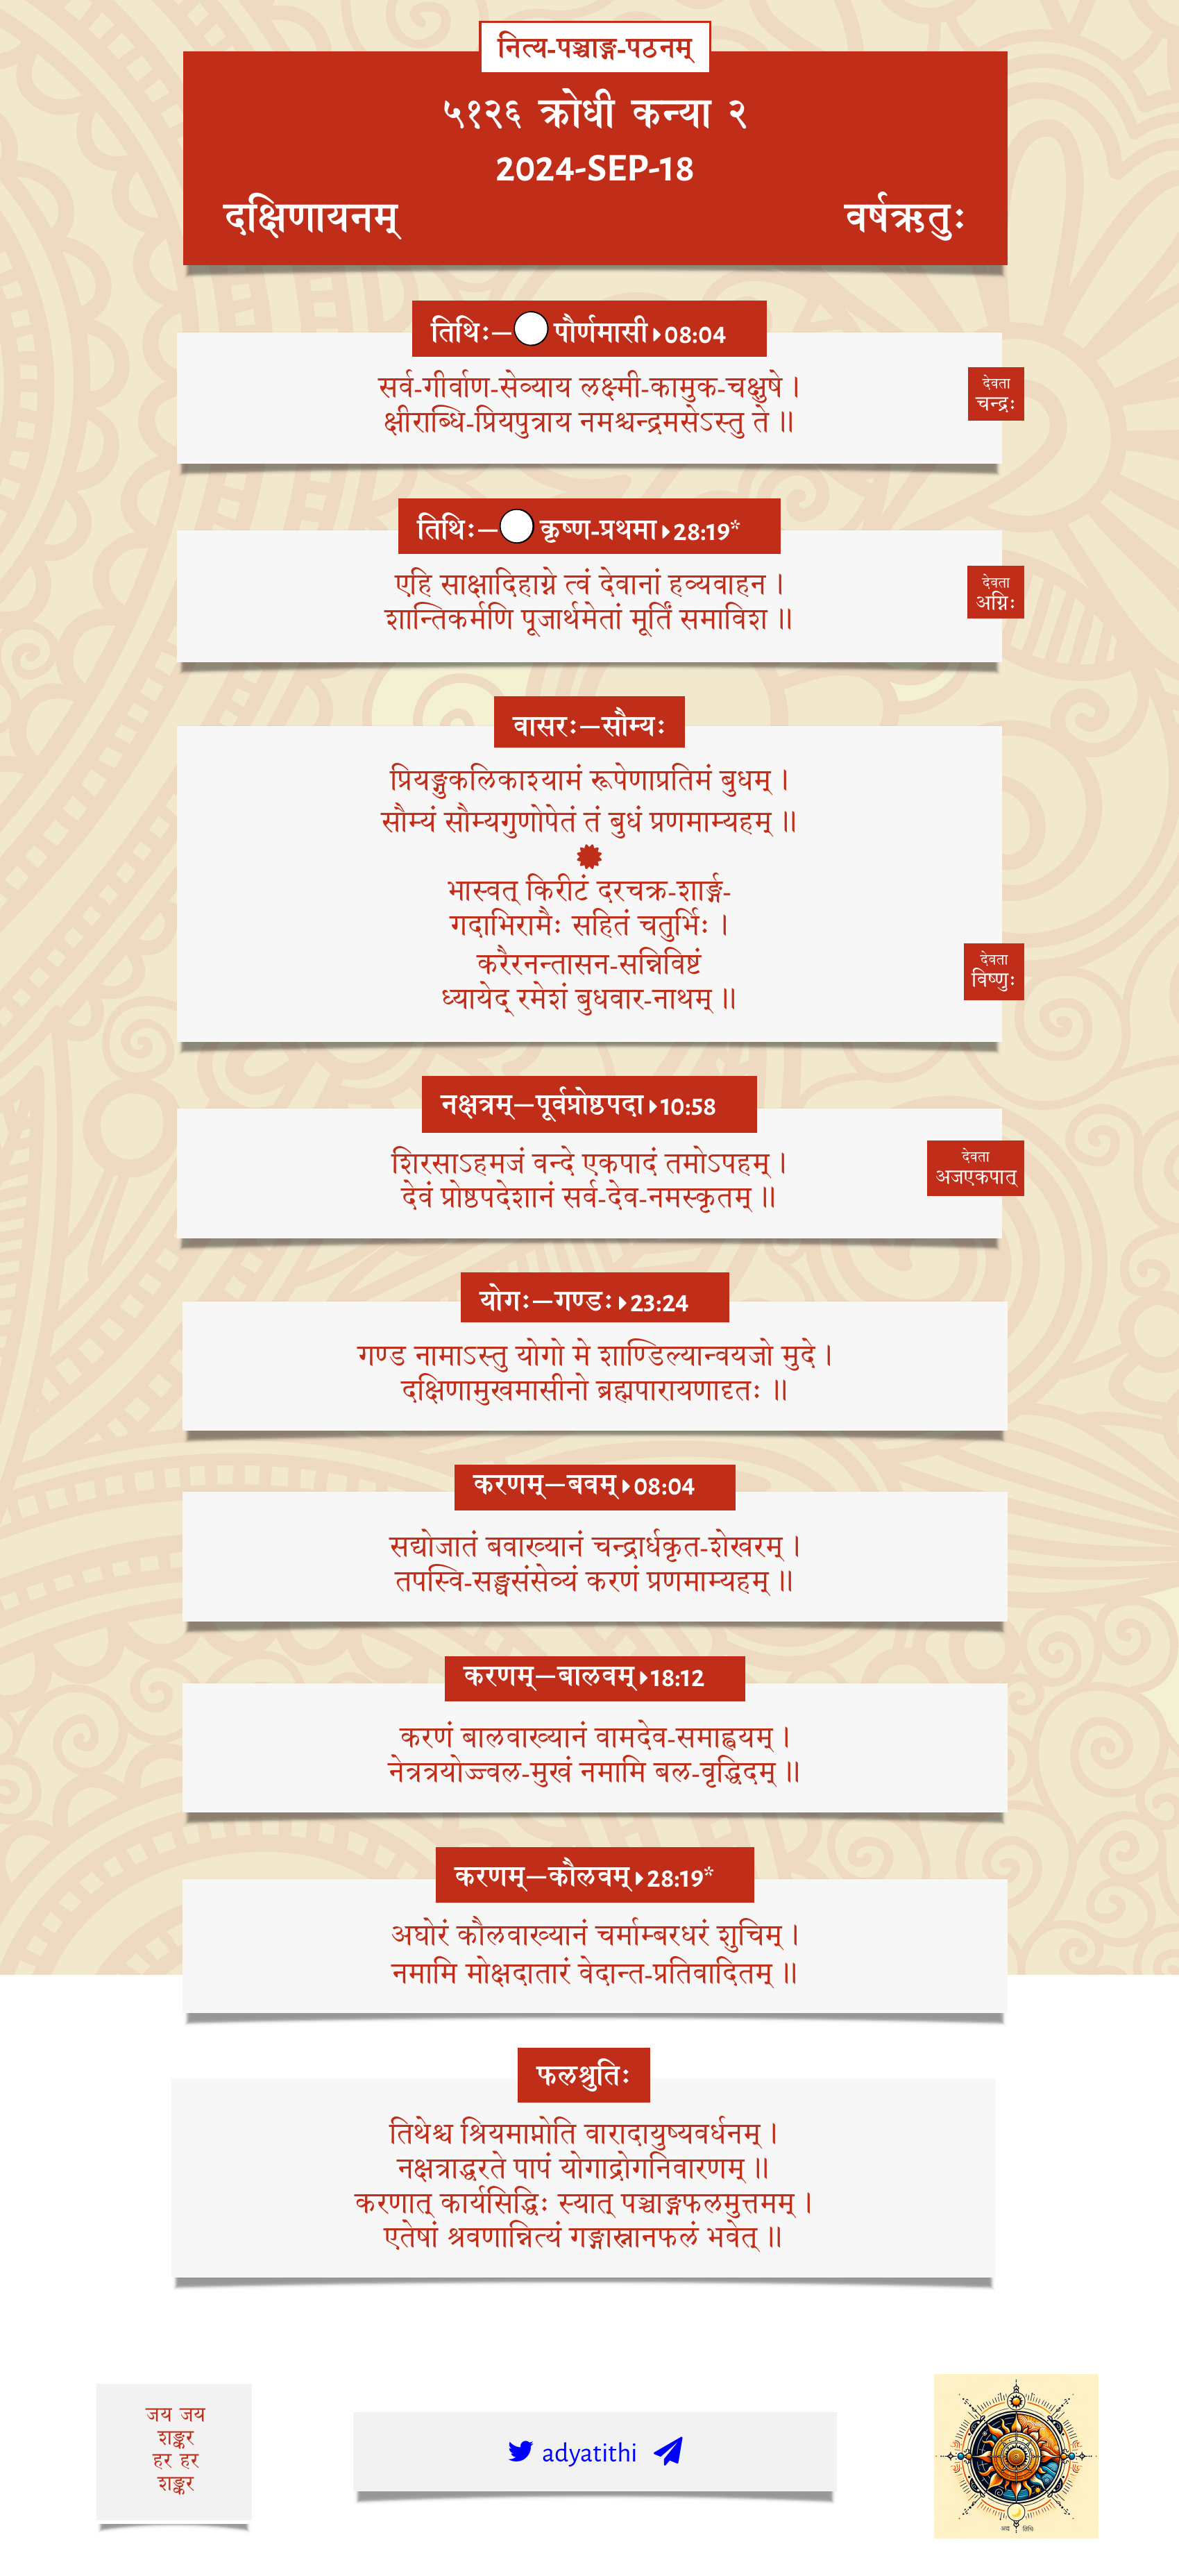 नित्य-पञ्चाङ्ग-पठनम्
५१२६ क्रोधी कन्या २
2024-SEP-18
दक्षिणायनम्
वर्षऋतुः
तिथिः— पौर्णमासी 08:04
सर्व-गीर्वाण-सेव्याय लक्ष्मी-कामुक-चक्षुषे ।
क्षीराब्धि-प्रियपुत्राय नमश्चन्द्रमसेऽस्तु ते ॥
देवता
चन्द्रः
तिथिः— कृष्ण-प्रथमा 28:19*
एहि साक्षादिहाग्ने त्वं देवानां हव्यवाहन ।
शान्तिकर्मणि पूजार्थमेतां मूर्तिं समाविश ॥
देवता
अग्निः
वासरः—सौम्यः
प्रियङ्गुकलिकाश्यामं रूपेणाप्रतिमं बुधम् ।
सौम्यं सौम्यगुणोपेतं तं बुधं प्रणमाम्यहम् ॥
भास्वत् किरीटं दरचक्र-शार्ङ्ग-
गदाभिरामैः सहितं चतुर्भिः ।
करैरनन्तासन-सन्निविष्टं
ध्यायेद् रमेशं बुधवार-नाथम् ॥
देवता
विष्णुः
नक्षत्रम्—पूर्वप्रोष्ठपदा 10:58
शिरसाऽहमजं वन्दे एकपादं तमोऽपहम् ।
देवं प्रोष्ठपदेशानं सर्व-देव-नमस्कृतम् ॥
देवता
अजएकपात्
योगः—गण्डः 23:24
गण्ड नामाऽस्तु योगो मे शाण्डिल्यान्वयजो मुदे ।
दक्षिणामुखमासीनो ब्रह्मपारायणादृतः ॥
करणम्—बवम् 08:04
सद्योजातं बवाख्यानं चन्द्रार्धकृत-शेखरम् ।
तपस्वि-सङ्घसंसेव्यं करणं प्रणमाम्यहम् ॥
करणम्—बालवम् 18:12
करणं बालवाख्यानं वामदेव-समाह्वयम् ।
नेत्रत्रयोज्ज्वल-मुखं नमामि बल-वृद्धिदम् ॥
करणम्—कौलवम् 28:19*
अघोरं कौलवाख्यानं चर्माम्बरधरं शुचिम् ।
नमामि मोक्षदातारं वेदान्त-प्रतिवादितम् ॥
फलश्रुतिः
तिथेश्च श्रियमाप्नोति वारादायुष्यवर्धनम् ।
नक्षत्राद्धरते पापं योगाद्रोगनिवारणम् ॥
करणात् कार्यसिद्धिः स्यात् पञ्चाङ्गफलमुत्तमम् ।
एतेषां श्रवणान्नित्यं गङ्गास्नानफलं भवेत् ॥
जय जय
शङ्कर
हर हर
शङ्कर
adyatithi
अद्य तिथि